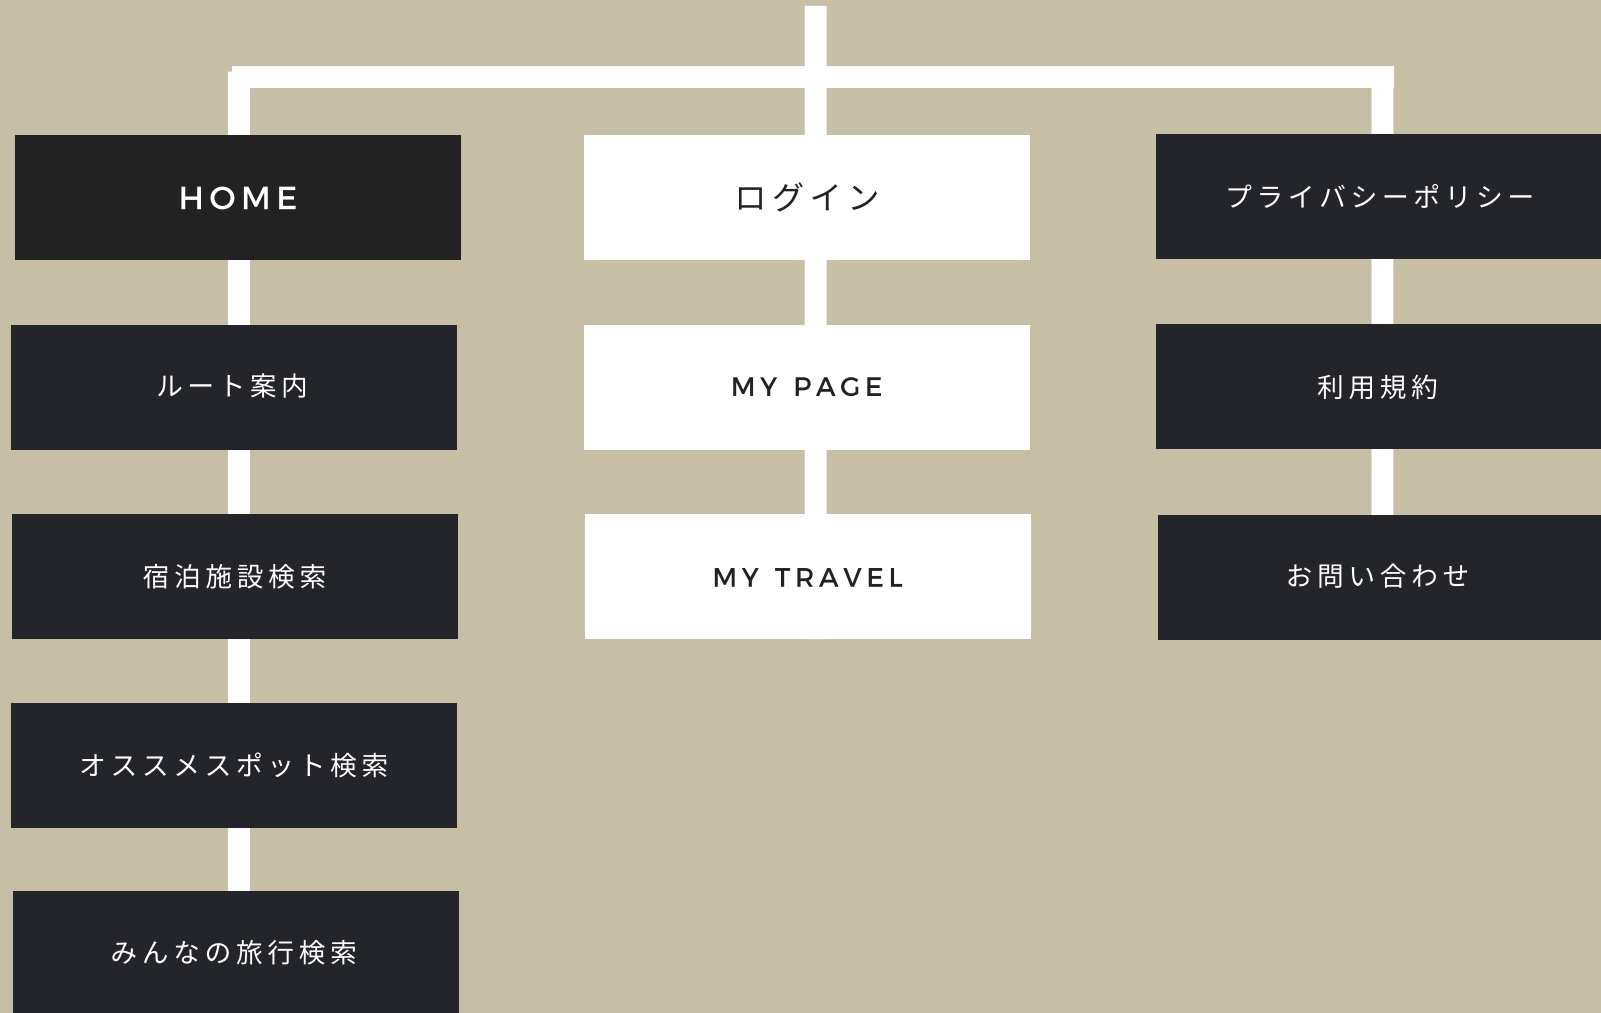 HOME
ルート案内
宿泊施設検索
オススメスポット検索
みんなの旅行検索
ログイン
MY PAGE
MY TRAVEL
プライバシーポリシー
利用規約
お問い合わせ